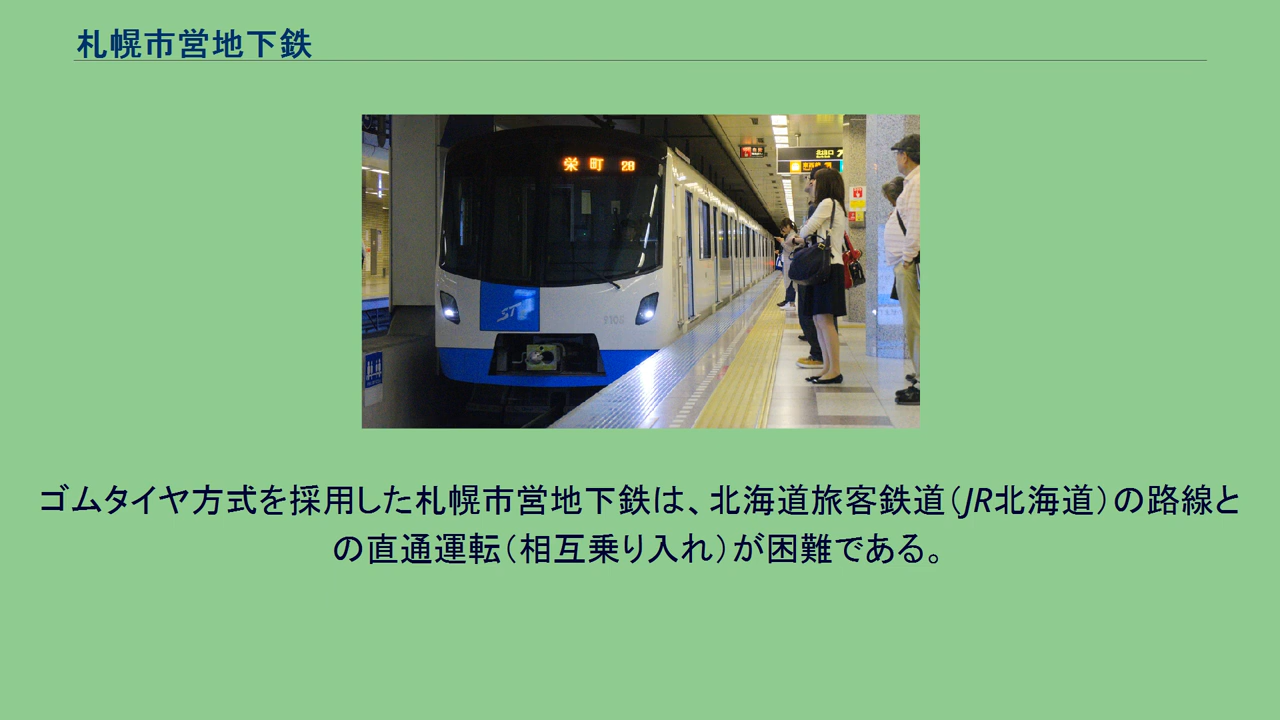 札幌市営地下鉄
栄町 28
ST
ゴムタイヤ方式を採用した札幌市営地下鉄は、北海道旅客鉄道（JR北海道）の路線と
の直通運転（相互乗り入れ）が困難である。